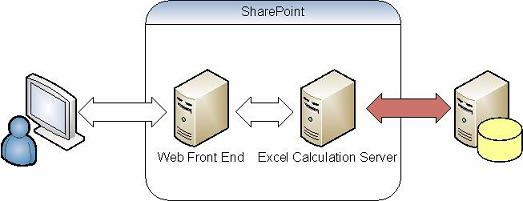 SharePoint
Web Front End
Excel Calculation Server